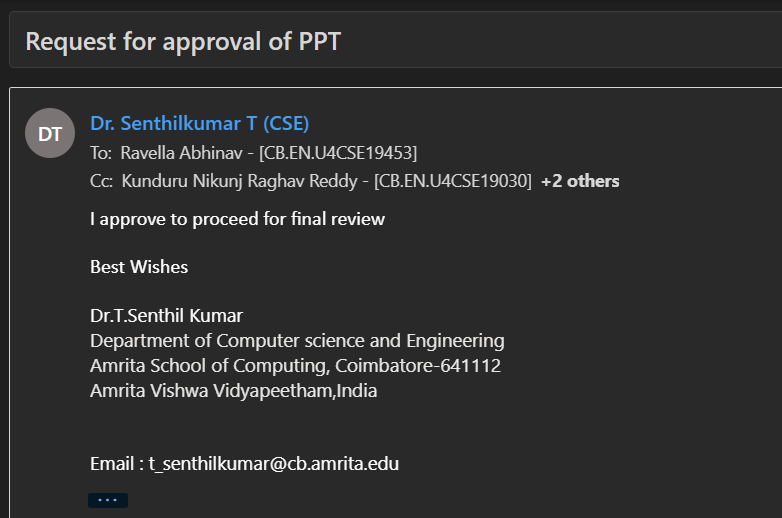 Request for approval of PPT
DT
Dr. Senthilkumar T (CSE)
To: Ravella Abhinav - [CB.EN.U4CSE19453]
Cc: Kunduru Nikunj Raghav Reddy - [CB.EN.U4CSE19030] +2 others
I approve to proceed for final review
Best Wishes
Dr.T.Senthil Kumar
Department of Computer science and Engineering
Amrita School of Computing, Coimbatore-641112
Amrita Vishwa Vidyapeetham,India
Email : t_senthilkumar@cb.amrita.edu
...